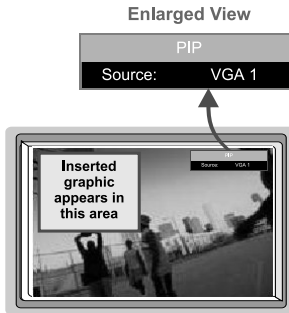 Enlarged View
PIP
Source: VGA 1
PIP
Source: VGA 1
Inserted
graphic
appears in
this area